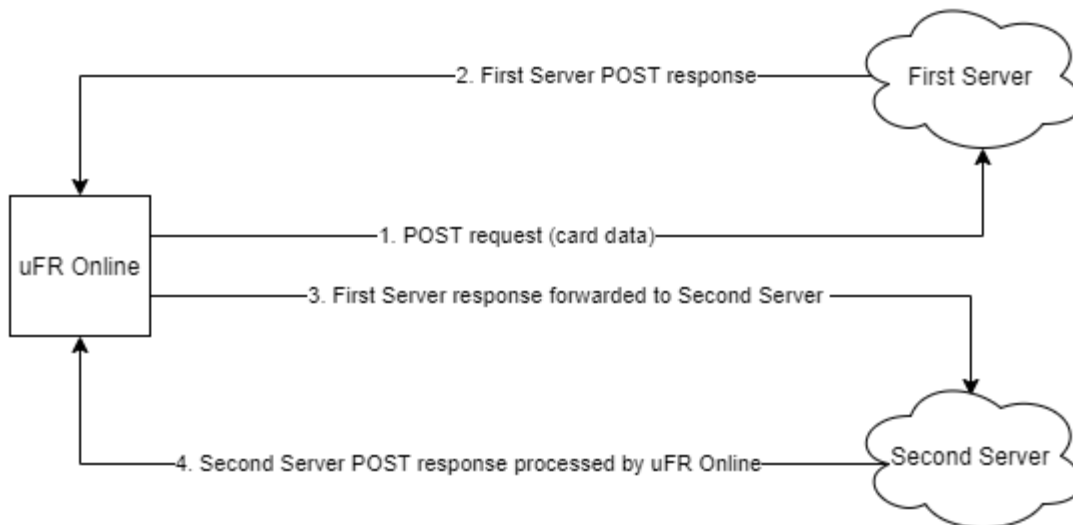 First Server
2. First Server POST response
1. POST request (card data)
uFR Online
3. First Server response forwarded to Second Server
Second Server
4. Second Server POST response processed by uFR Online